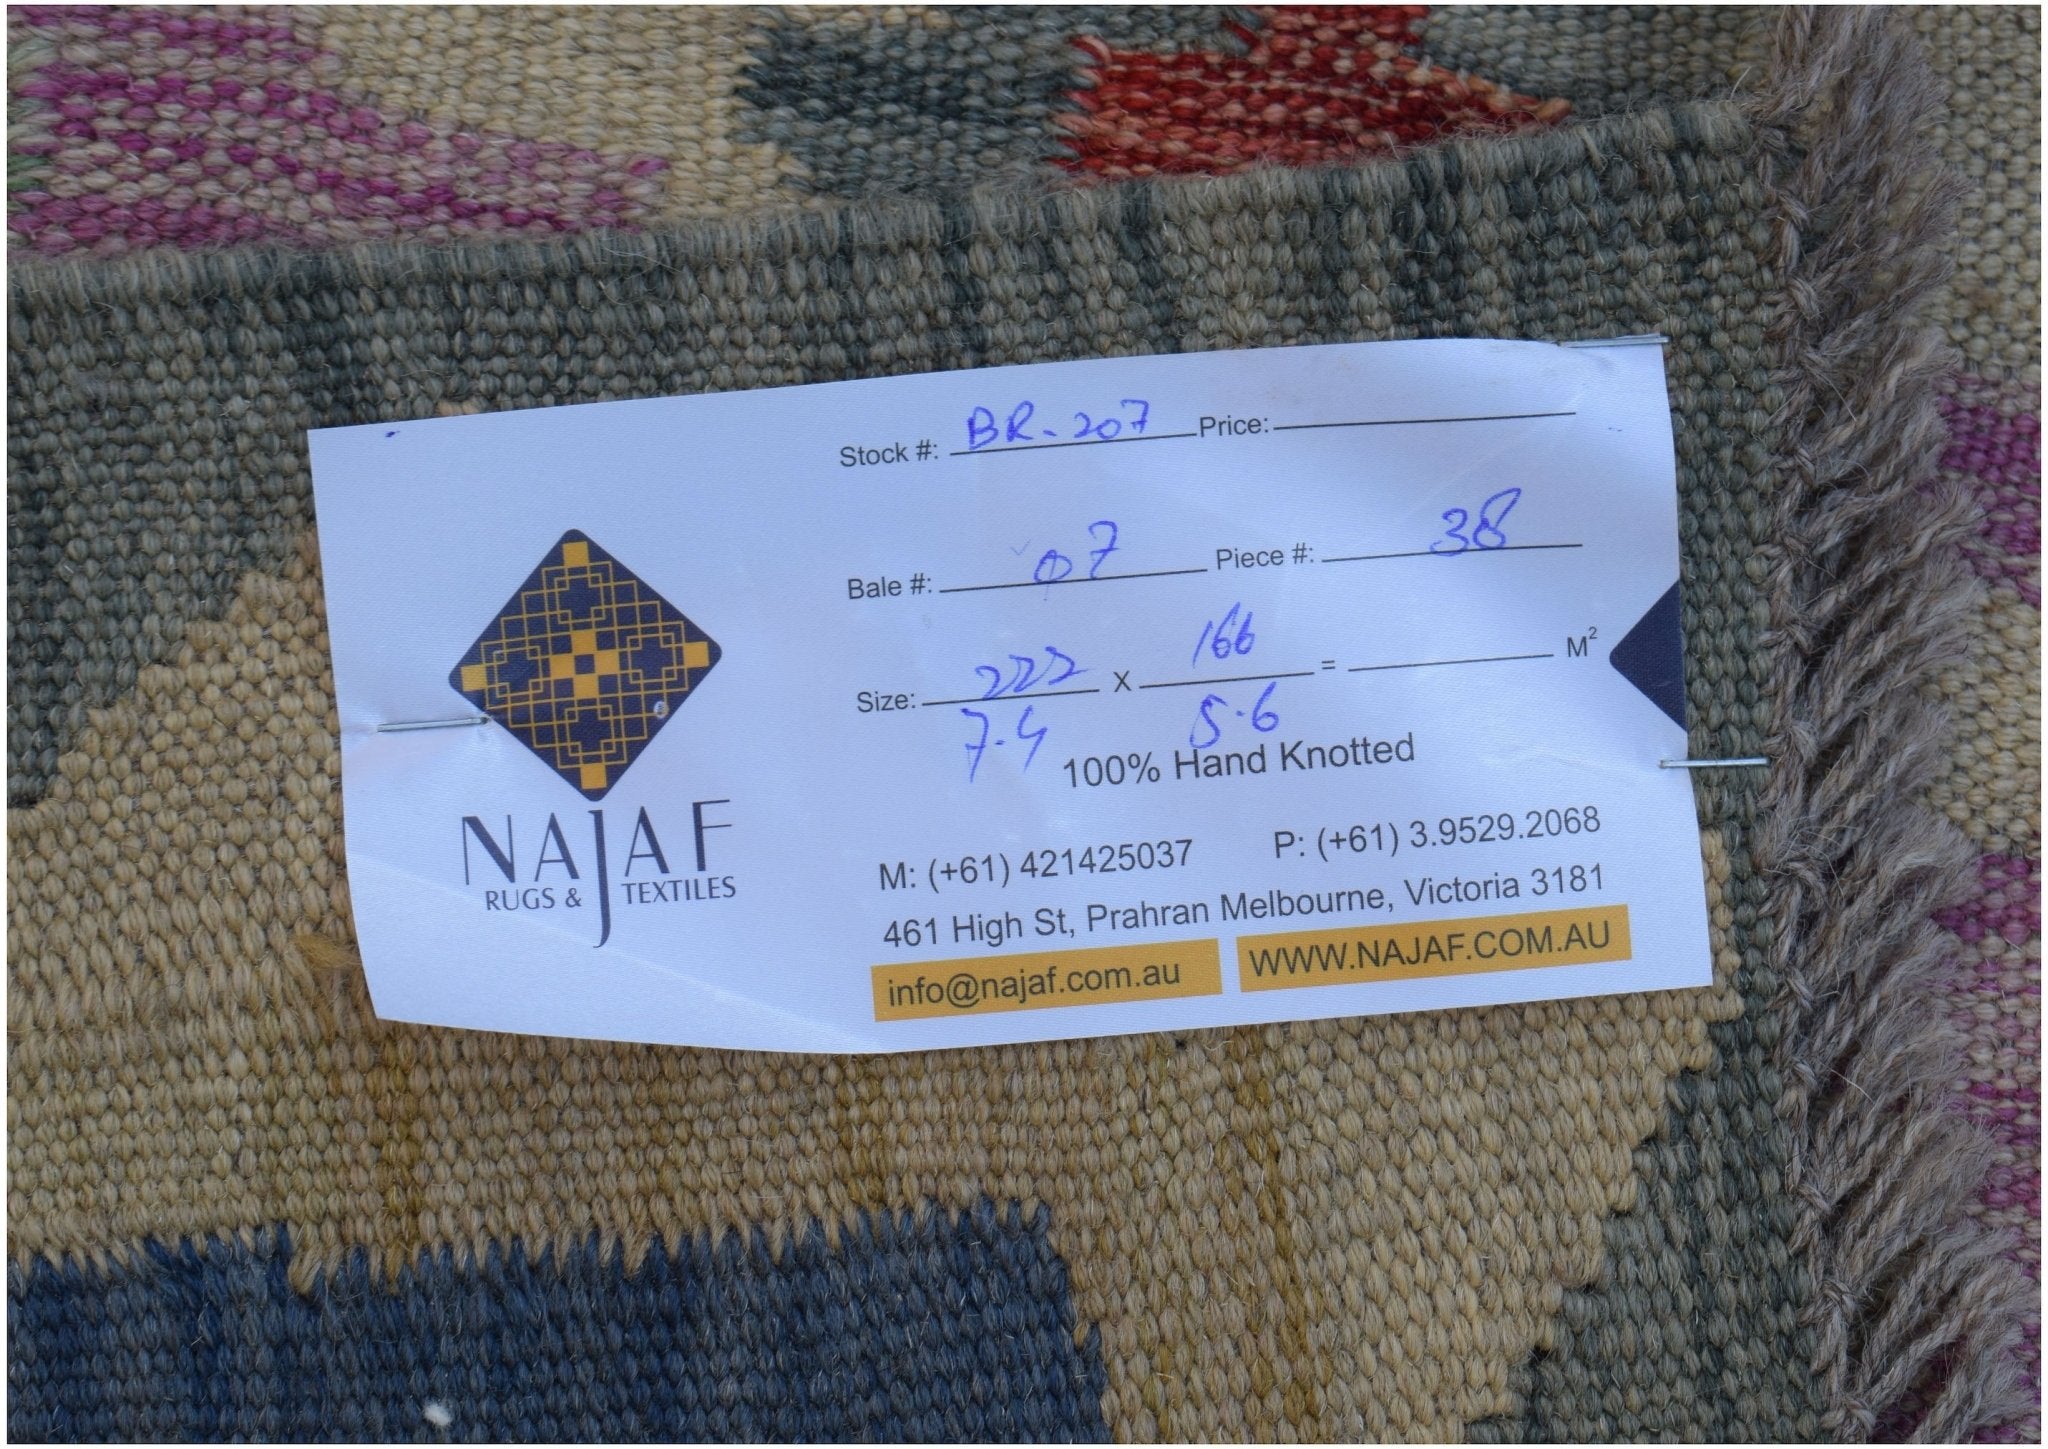 Stock #: BR-207 Price:
Bale #: 07 Piece #: 38
Size: 222 x 166 = M²
7.4 5.6
100% Hand Knotted
NAJAF
RUGS & TEXTILES
M: (+61) 421425037 P: (+61) 3.9529.2068
461 High St, Prahran Melbourne, Victoria 3181
info@najaf.com.au WWW.NAJAF.COM.AU